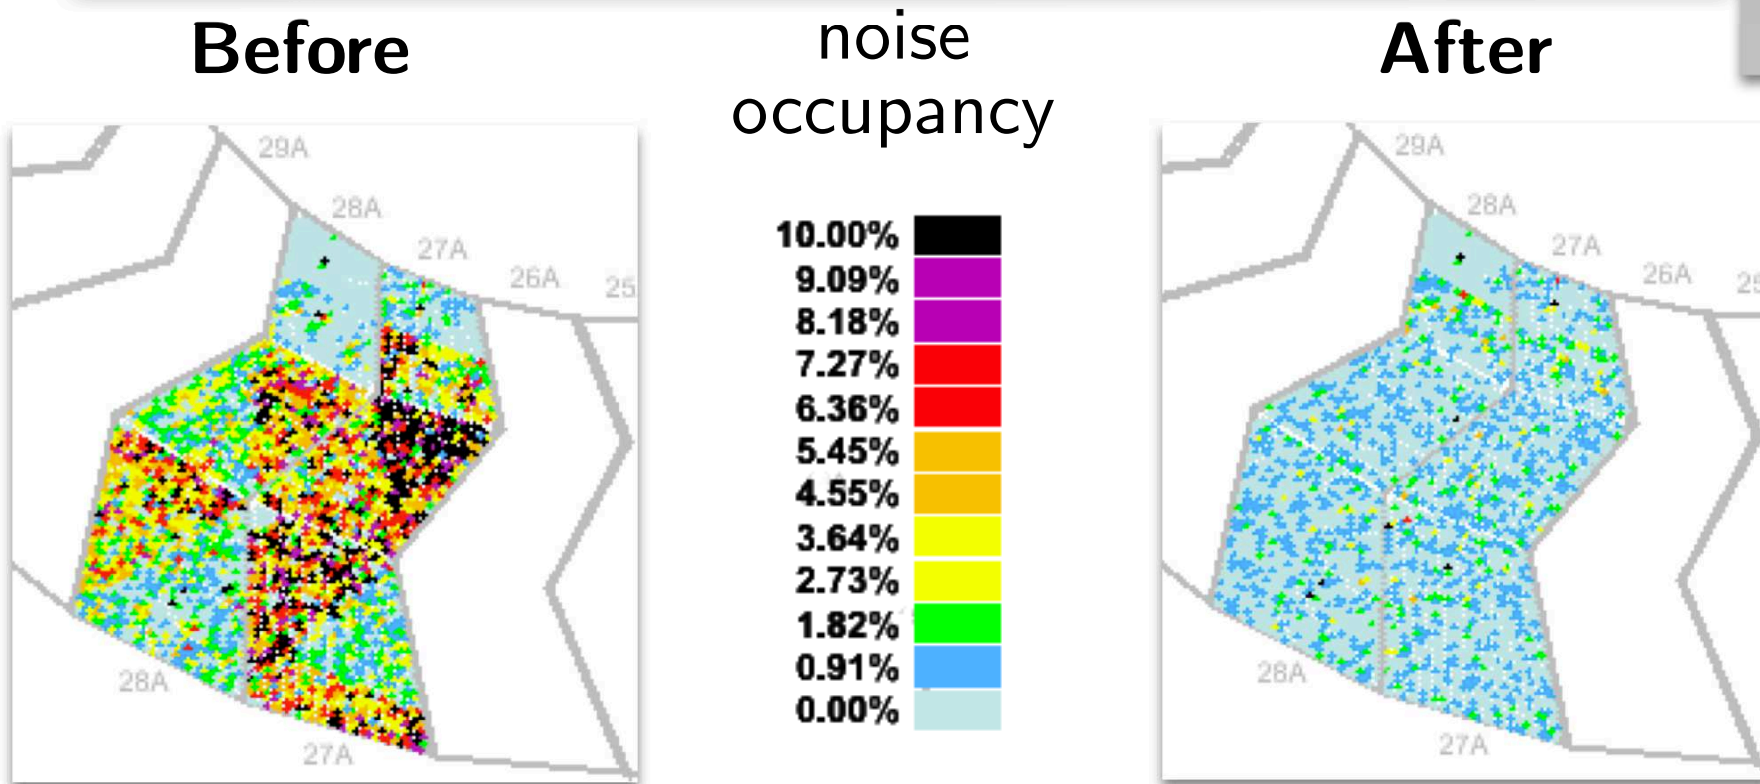 Before
noise
occupancy
After
29A
28A
27A
26A
25
28A
27A
10.00%
9.09%
8.18%
7.27%
6.36%
5.45%
4.55%
3.64%
2.73%
1.82%
0.91%
0.00%
29A
28A
27A
26A
25
28A
27A